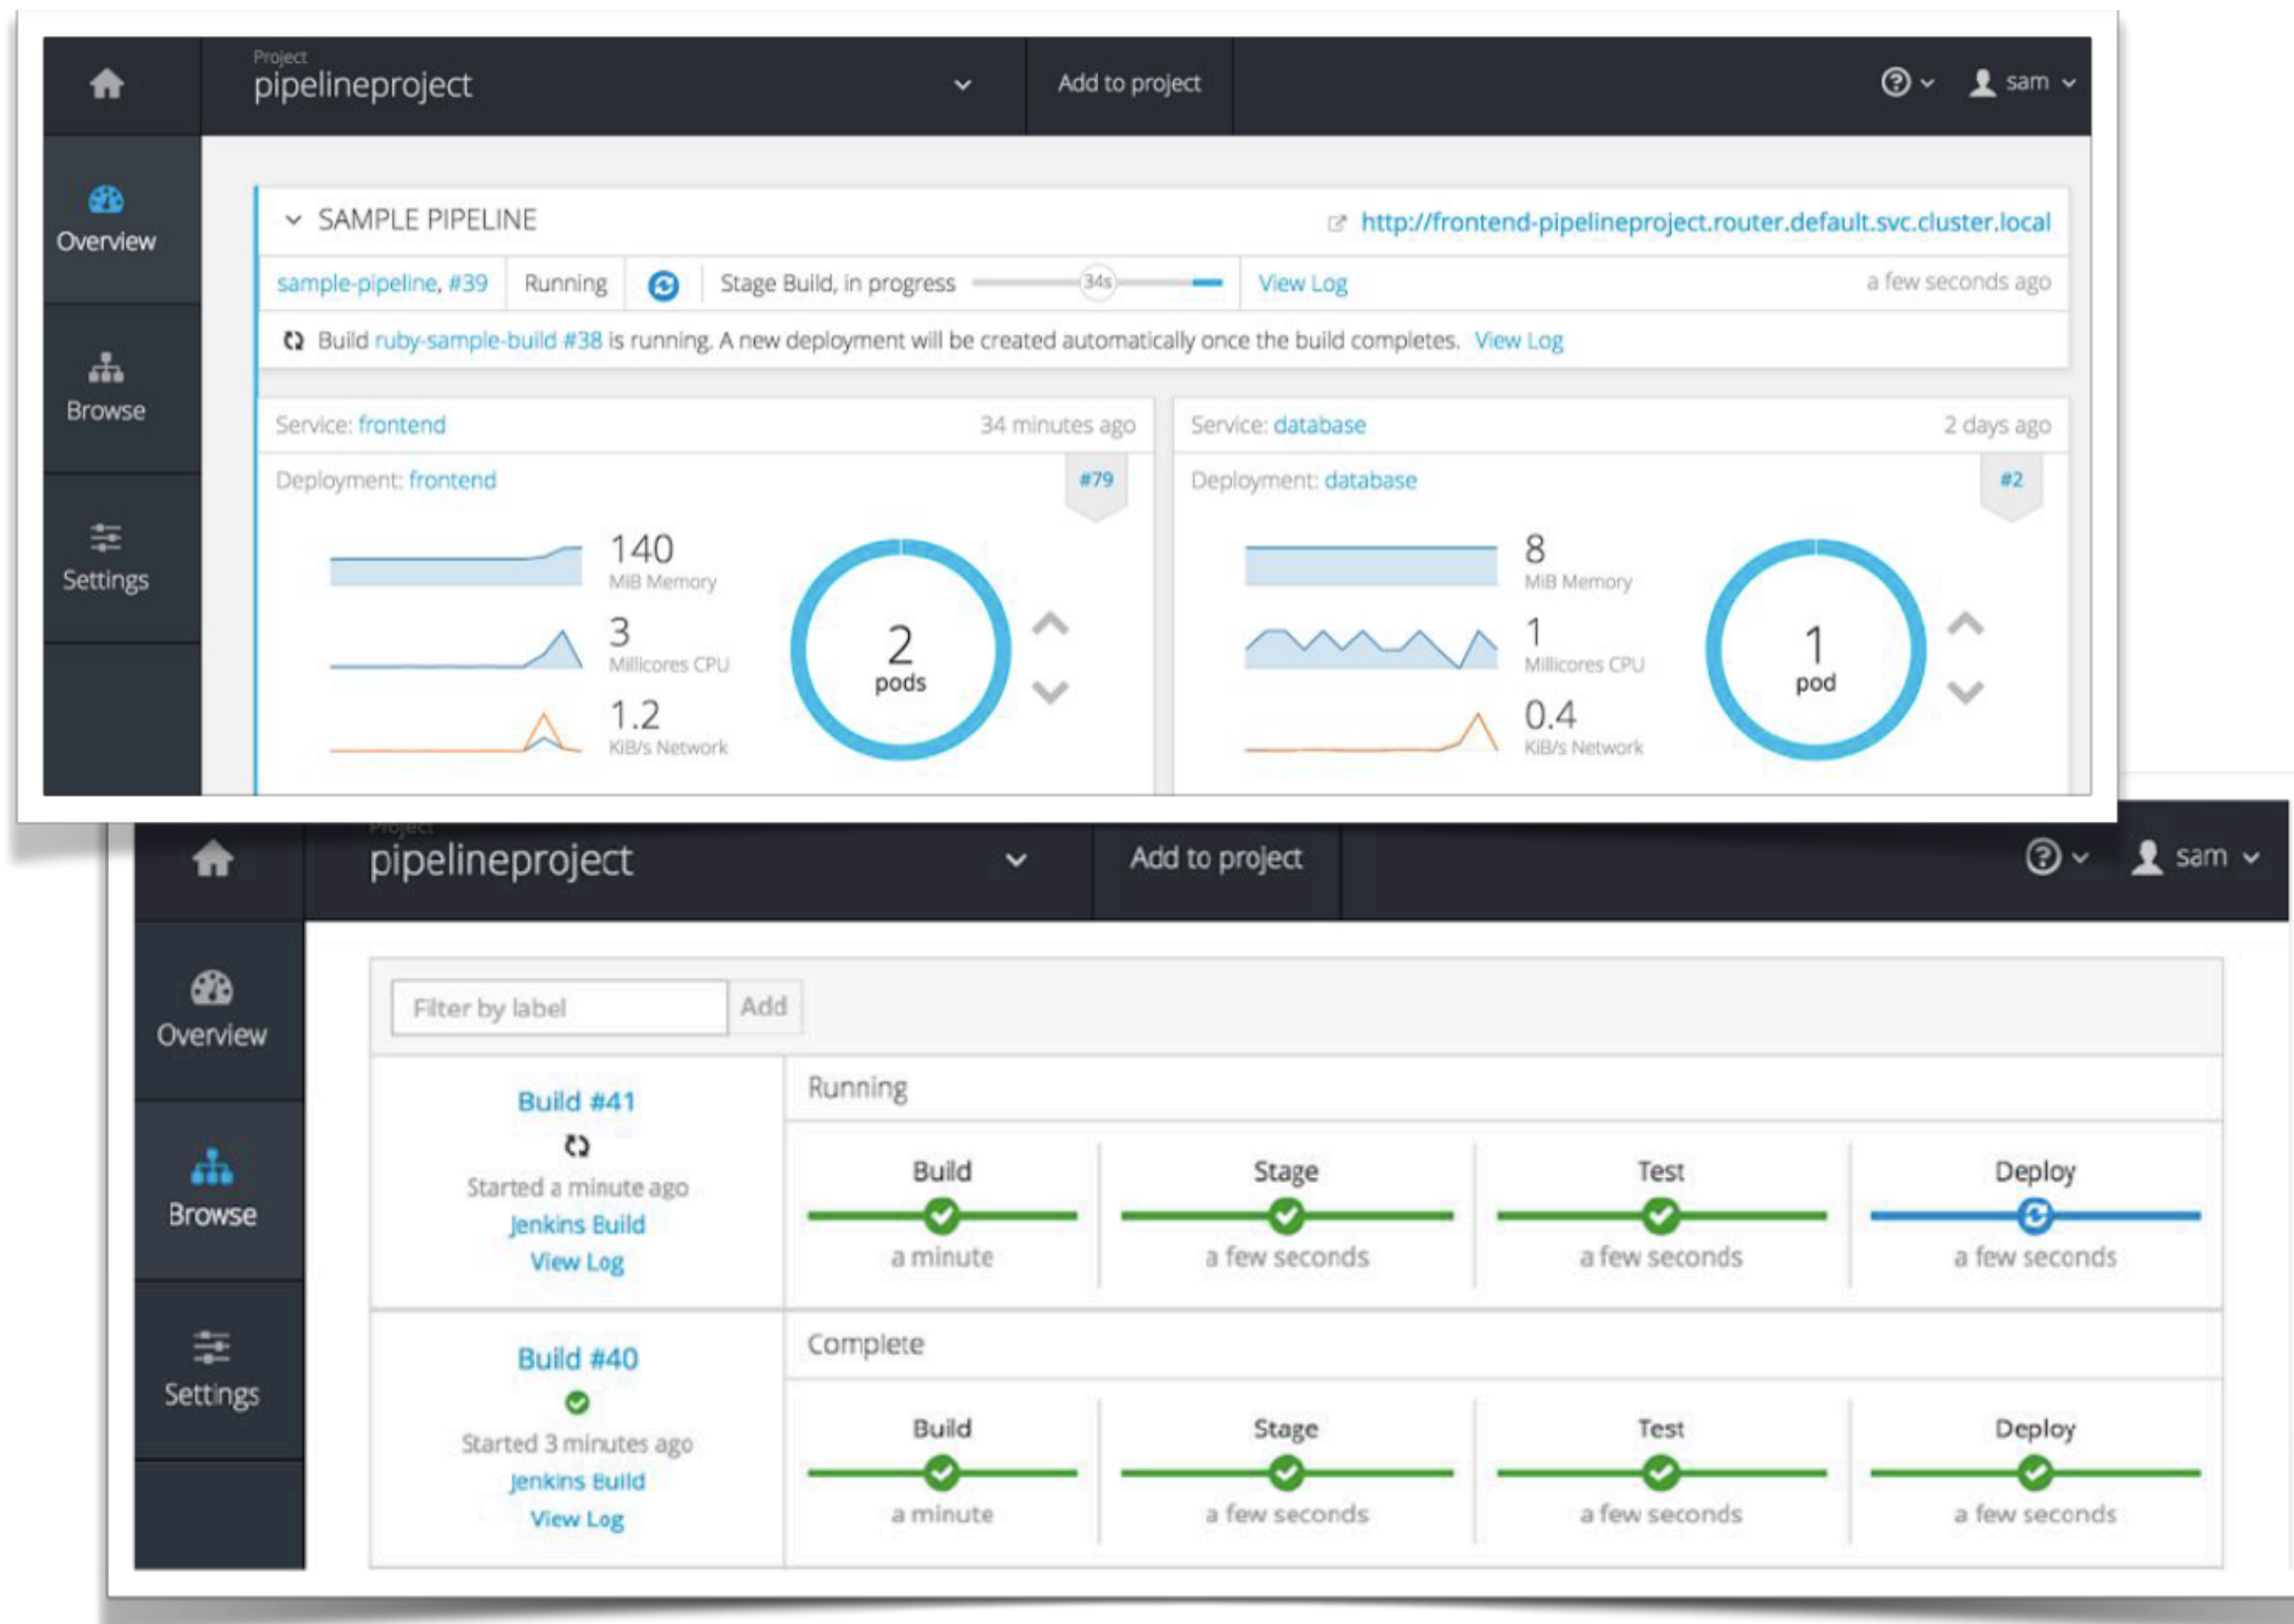 Project
pipelineproject
Add to project
sam
Overview
Browse
Settings
SAMPLE PIPELINE
http://frontend-pipelineproject.router.default.svc.cluster.local
sample-pipeline, #39
Running
Stage Build, in progress
34s
View Log
a few seconds ago
Build ruby-sample-build #38 is running. A new deployment will be created automatically once the build completes. View Log
Service: frontend
34 minutes ago
Deployment: frontend
#79
140
MiB Memory
3
Millicores CPU
1.2
KiB/s Network
2
pods
Service: database
2 days ago
Deployment: database
#2
8
MiB Memory
1
Millicores CPU
0.4
KiB/s Network
1
pod
Project
pipelineproject
Add to project
sam
Overview
Browse
Settings
Filter by label
Add
Build #41
Started a minute ago
Jenkins Build
View Log
Running
Build
a minute
Stage
a few seconds
Test
a few seconds
Deploy
a few seconds
Build #40
Started 3 minutes ago
Jenkins Build
View Log
Complete
Build
a minute
Stage
a few seconds
Test
a few seconds
Deploy
a few seconds